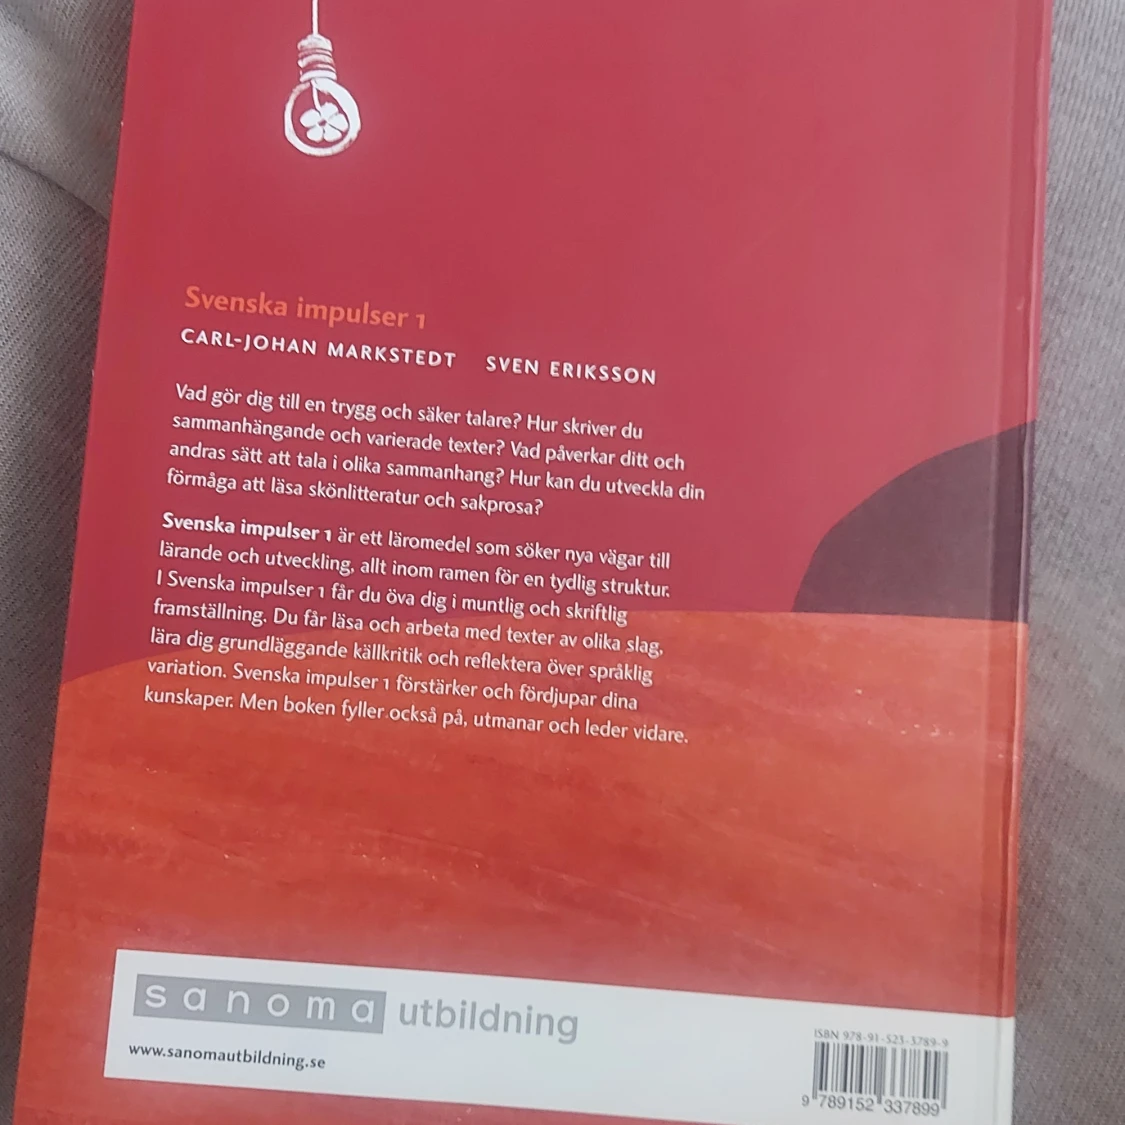 Svenska impulser 1
CARL-JOHAN MARKSTEDT SVEN ERIKSSON
Vad gör dig till en trygg och säker talare? Hur skriver du
sammanhängande och varierade texter? Vad påverkar ditt och
andras sätt att tala i olika sammanhang? Hur kan du utveckla din
förmåga att läsa skönlitteratur och sakprosa?
Svenska impulser 1 är ett läromedel som söker nya vägar till
lärande och utveckling, allt inom ramen för en tydlig struktur.
I Svenska impulser 1 får du öva dig i muntlig och skriftlig
framställning. Du får läsa och arbeta med texter av olika slag,
lära dig grundläggande källkritik och reflektera över språklig
variation. Svenska impulser 1 förstärker och fördjupar dina
kunskaper. Men boken fyller också på, utmanar och leder vidare.
sanoma utbildning
www.sanomautbildning.se
ISBN 978-91-523-3789-9
9 789152 337899